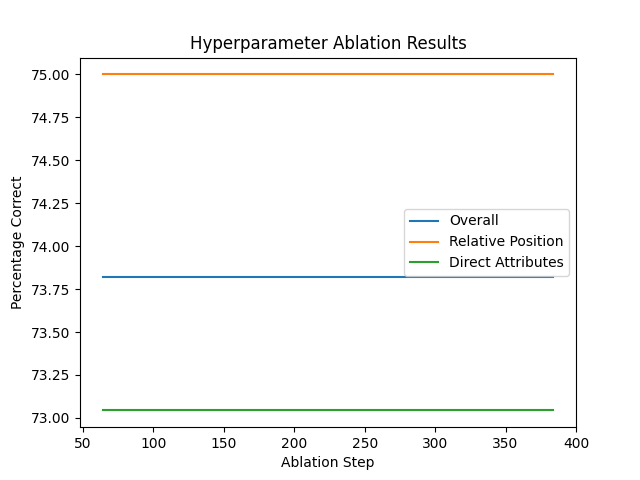 Hyperparameter Ablation Results
Percentage Correct
75.00
74.75
74.50
74.25
74.00
73.75
73.50
73.25
73.00
Overall
Relative Position
Direct Attributes
50 100 150 200 250 300 350 400
Ablation Step